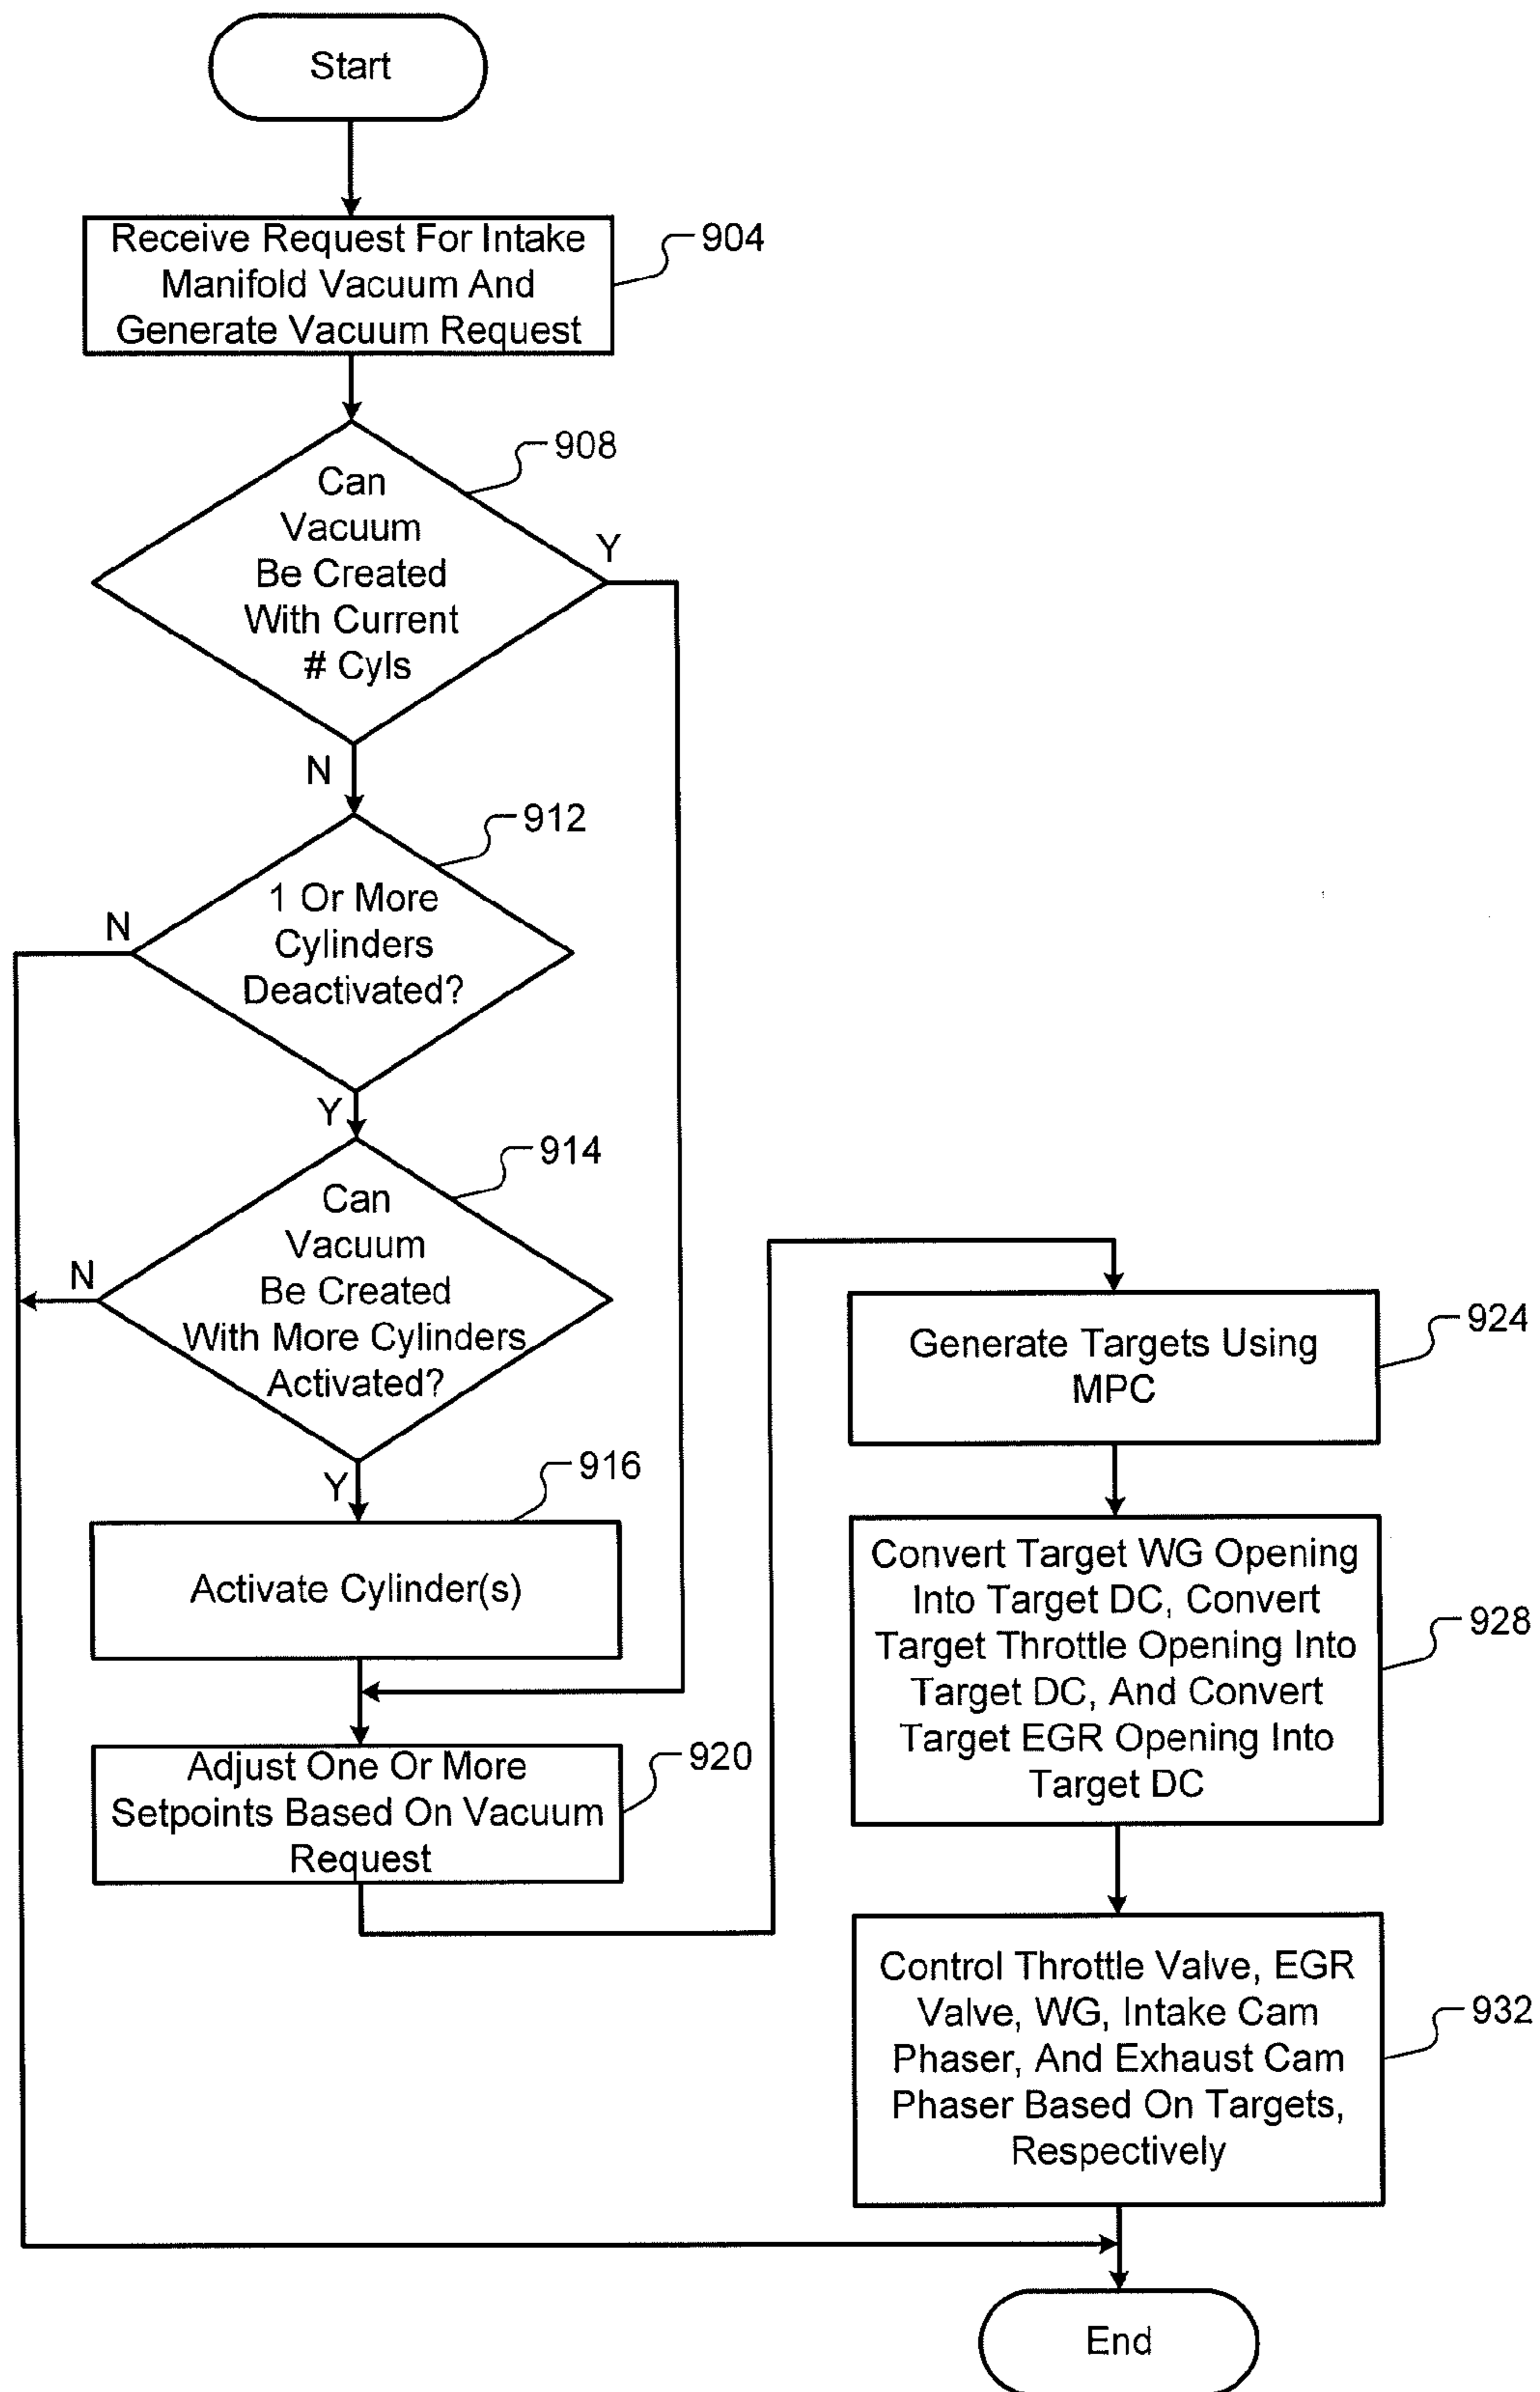 Start
Receive Request For Intake
Manifold Vacuum And
Generate Vacuum Request
904
Can
Vacuum
Be Created
With Current
# Cyls
908
Y
N
1 Or More
Cylinders
Deactivated?
912
N
Y
Can
Vacuum
Be Created
With More Cylinders
Activated?
914
N
Y
Activate Cylinder(s)
916
Adjust One Or More
Setpoints Based On Vacuum
Request
920
Generate Targets Using
MPC
924
Convert Target WG Opening
Into Target DC, Convert
Target Throttle Opening Into
Target DC, And Convert
Target EGR Opening Into
Target DC
928
Control Throttle Valve, EGR
Valve, WG, Intake Cam
Phaser, And Exhaust Cam
Phaser Based On Targets,
Respectively
932
End